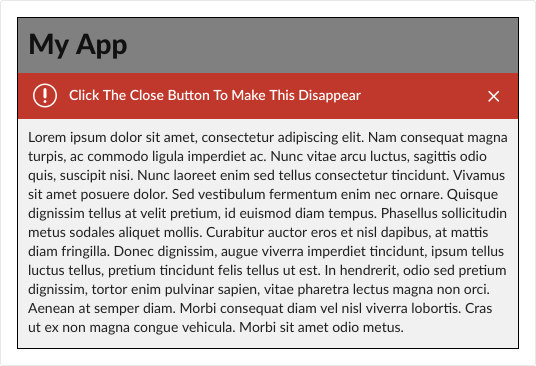 My App
Click The Close Button To Make This Disappear
Lorem ipsum dolor sit amet, consectetur adipiscing elit. Nam consequat magna
turpis, ac commodo ligula imperdiet ac. Nunc vitae arcu luctus, sagittis odio
quis, suscipit nisi. Nunc laoreet enim sed tellus consectetur tincidunt. Vivamus
sit amet posuere dolor. Sed vestibulum fermentum enim nec ornare. Quisque
dignissim tellus at velit pretium, id euismod diam tempus. Phasellus sollicitudin
metus sodales aliquet mollis. Curabitur auctor eros et nisl dapibus, at mattis
diam fringilla. Donec dignissim, augue viverra imperdiet tincidunt, ipsum tellus
luctus tellus, pretium tincidunt felis tellus ut est. In hendrerit, odio sed pretium
dignissim, tortor enim pulvinar sapien, vitae pharetra lectus magna non orci.
Aenean at semper diam. Morbi consequat diam vel nisl viverra lobortis. Cras
ut ex non magna congue vehicula. Morbi sit amet odio metus.